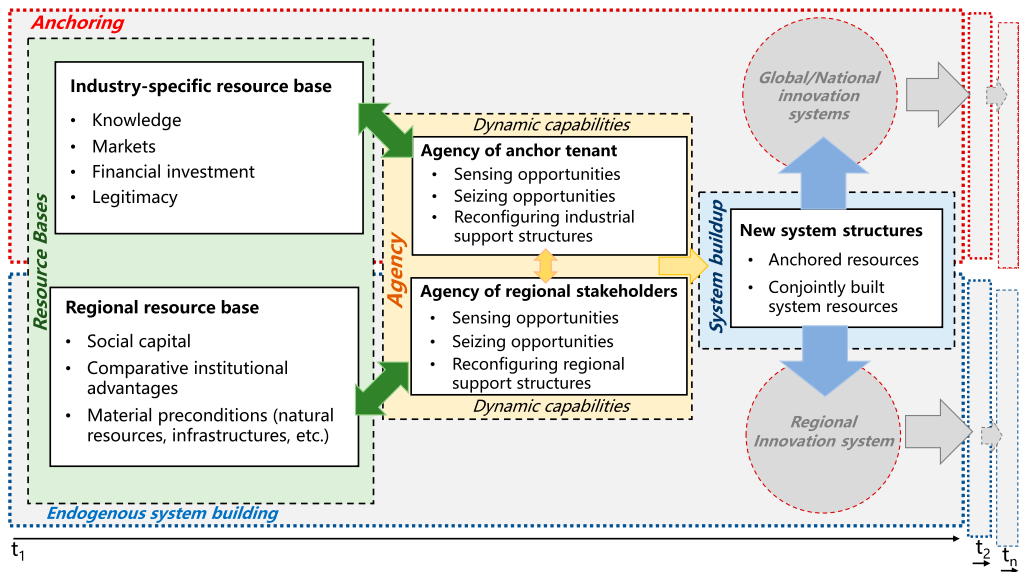 Anchoring
Resource Bases
Industry-specific resource base
• Knowledge
• Markets
• Financial investment
• Legitimacy
Regional resource base
• Social capital
• Comparative institutional
advantages
• Material preconditions (natural
resources, infrastructures, etc.)
Endogenous system building
Agency
Dynamic capabilities
Agency of anchor tenant
• Sensing opportunities
• Seizing opportunities
• Reconfiguring industrial
support structures
Agency of regional stakeholders
• Sensing opportunities
• Seizing opportunities
• Reconfiguring regional
support structures
Dynamic capabilities
System buildup
New system structures
• Anchored resources
• Conjointly built
system resources
Global/National
innovation
systems
Regional
Innovation system
t1
t2
tn